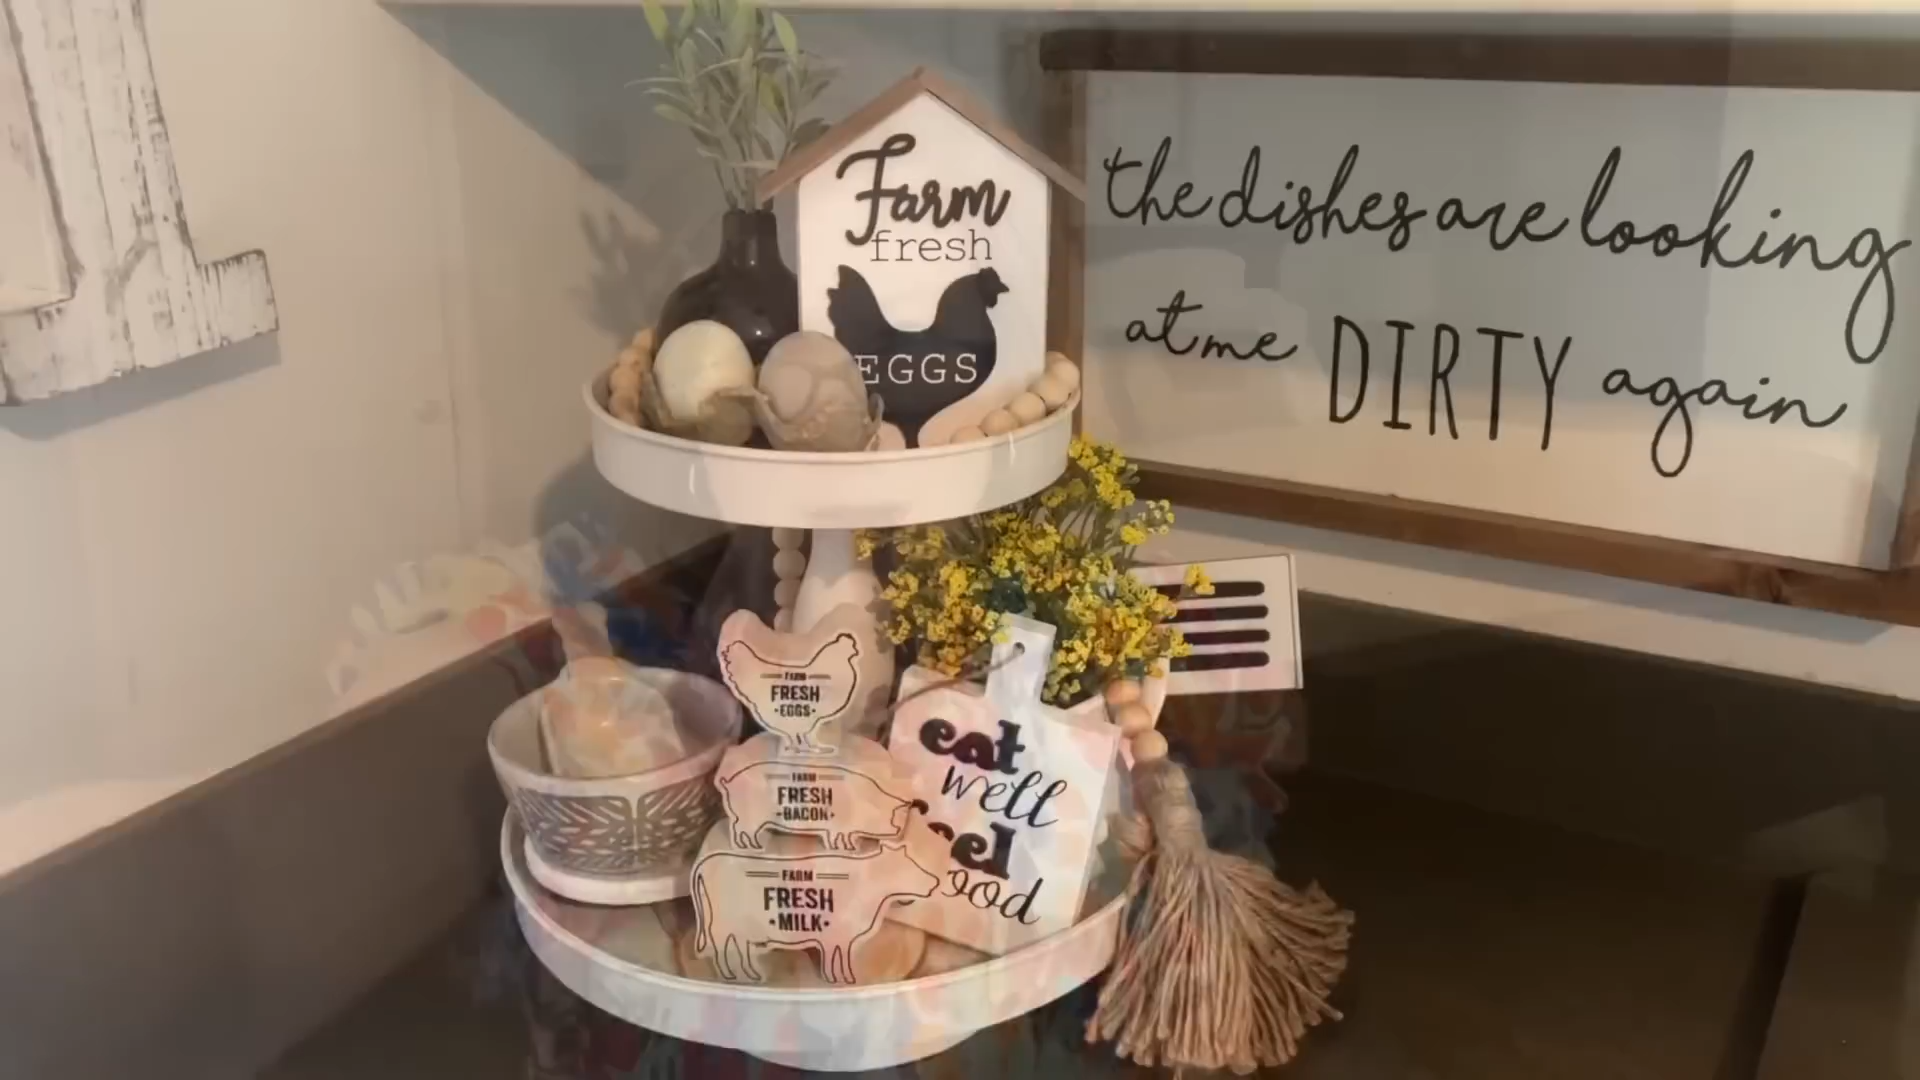 Farm
fresh
EGGS
the dishes are looking
at me DIRTY again
FARM
FRESH
•EGGS•
FARM
FRESH
•BACON•
FARM
FRESH
•MILK•
eat
well